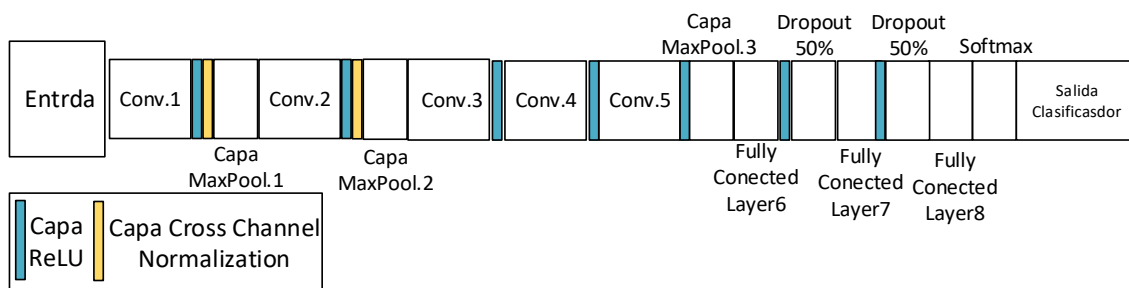 Entrda
Conv.1
Capa
MaxPool.1
Conv.2
Capa
MaxPool.2
Conv.3
Conv.4
Conv.5
Capa
MaxPool.3
Fully
Conected
Layer6
Dropout
50%
Fully
Conected
Layer7
Dropout
50%
Fully
Conected
Layer8
Softmax
Salida
Clasificasdor
Capa
ReLU
Capa Cross Channel
Normalization